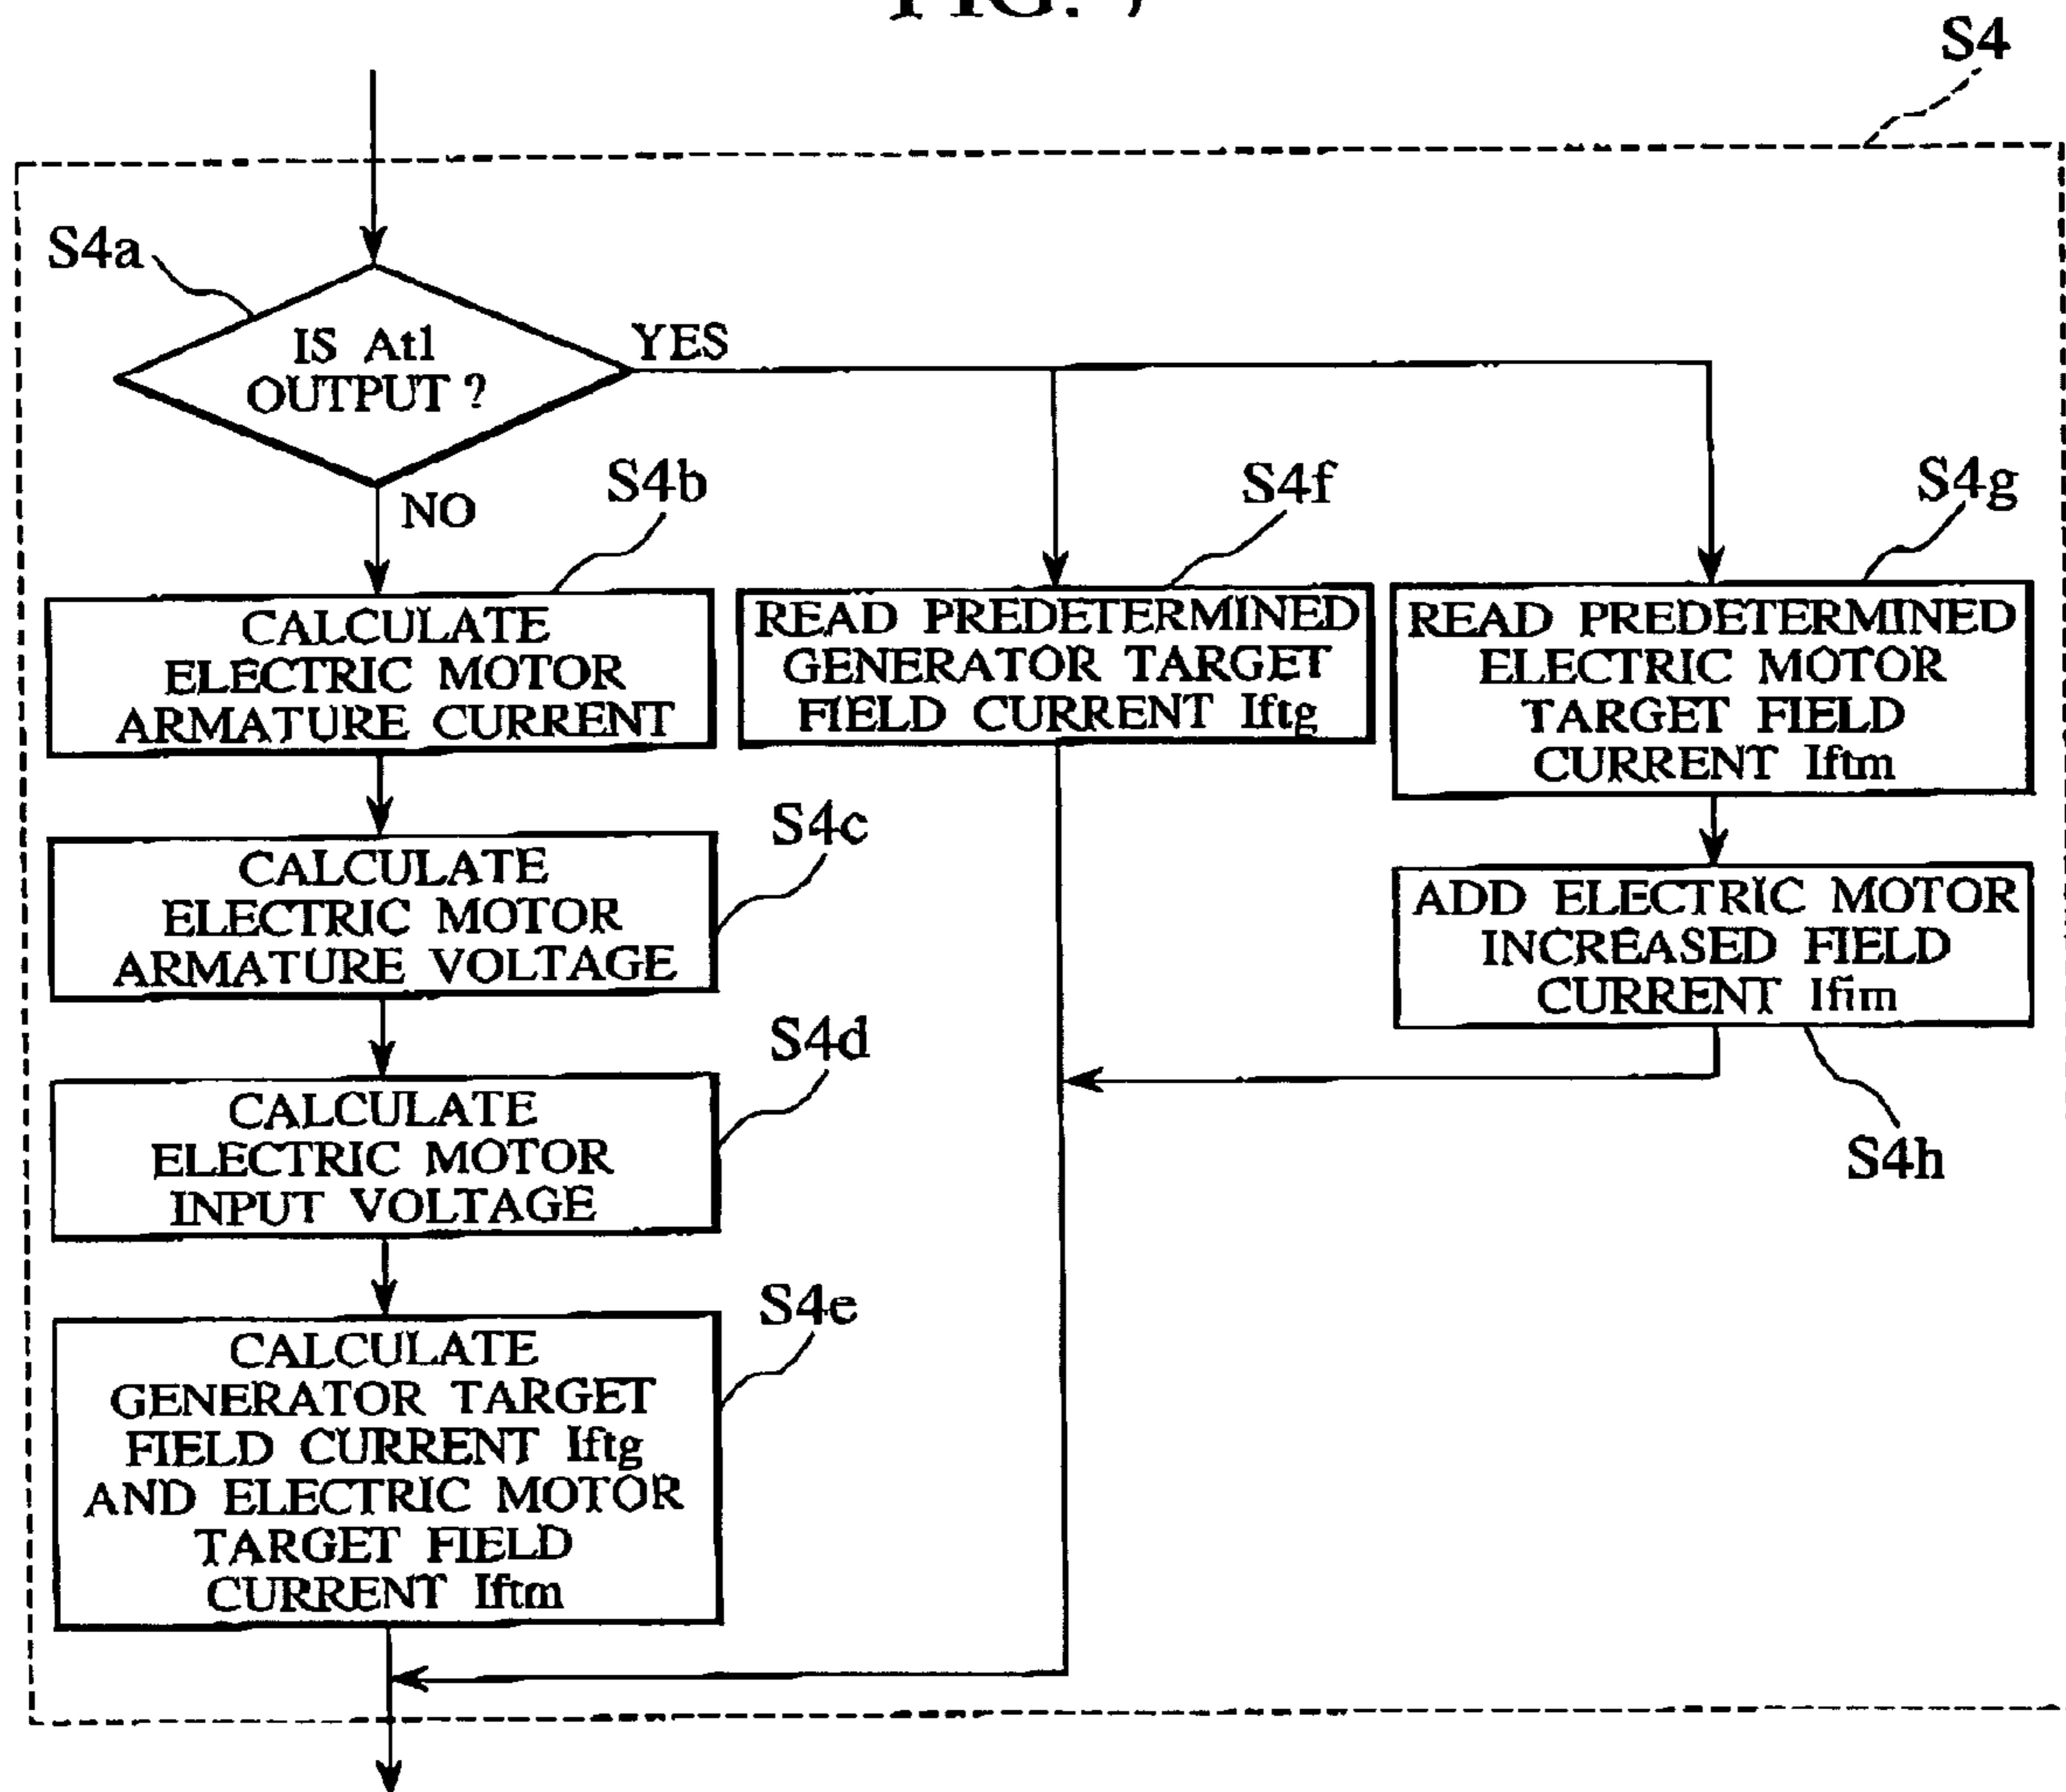 S4
S4a
IS At1
OUTPUT ?
YES
NO
S4b
CALCULATE
ELECTRIC MOTOR
ARMATURE CURRENT
S4f
READ PREDETERMINED
GENERATOR TARGET
FIELD CURRENT Iftg
S4g
READ PREDETERMINED
ELECTRIC MOTOR
TARGET FIELD
CURRENT Iftm
S4c
CALCULATE
ELECTRIC MOTOR
ARMATURE VOLTAGE
ADD ELECTRIC MOTOR
INCREASED FIELD
CURRENT Ifim
S4h
S4d
CALCULATE
ELECTRIC MOTOR
INPUT VOLTAGE
S4e
CALCULATE
GENERATOR TARGET
FIELD CURRENT Iftg
AND ELECTRIC MOTOR
TARGET FIELD
CURRENT Iftm